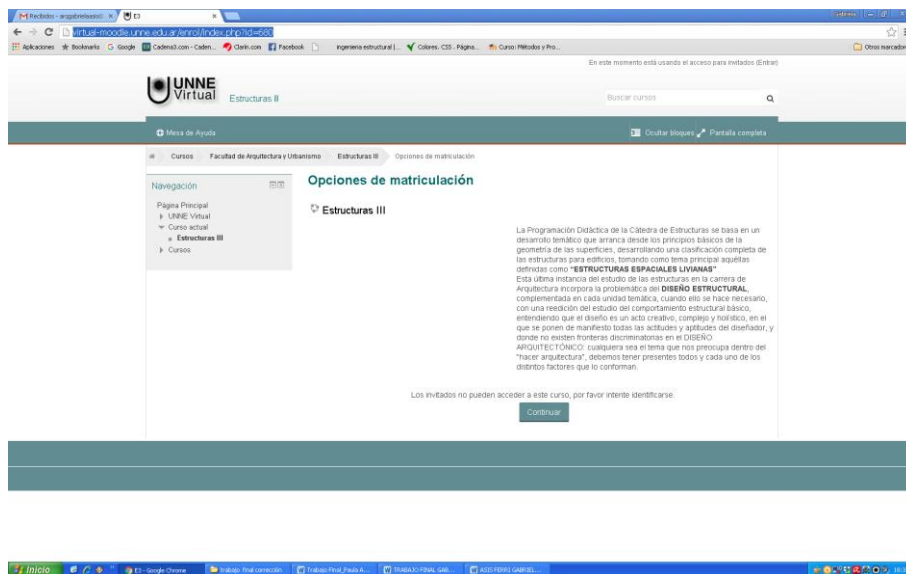 E3
virtual-moodle.unne.edu.ar/enrol/index.php?id=680
Aplicaciones Bookmarks Google Cadena3.com - Caden... Clarin.com Facebook ingenieria estructural |... Colores. CSS . Página... Curso: Métodos y Pro... Otros marcador
En este momento está usando el acceso para invitados (Entrar)
UNNE
Virtual
Estructuras III
Buscar cursos
Mesa de Ayuda Ocultar bloques Pantalla completa
Cursos Facultad de Arquitectura y Urbanismo Estructuras III Opciones de matriculación
Navegación
Página Principal
UNNE Virtual
Curso actual
Estructuras III
Cursos
Opciones de matriculación
Estructuras III
La Programación Didáctica de la Cátedra de Estructuras se basa en un
desarrollo temático que arranca desde los principios básicos de la
geometría de las superficies, desarrollando una clasificación completa de
las estructuras para edificios, tomando como tema principal aquéllas
definidas como "ESTRUCTURAS ESPACIALES LIVIANAS"
Esta última instancia del estudio de las estructuras en la carrera de
Arquitectura incorpora la problemática del DISEÑO ESTRUCTURAL,
complementada en cada unidad temática, cuando ello se hace necesario,
con una reedición del estudio del comportamiento estructural básico,
entendiendo que el diseño es un acto creativo, complejo y holístico, en el
que se ponen de manifiesto todas las actitudes y aptitudes del diseñador, y
donde no existen fronteras discriminatorias en el DISEÑO
ARQUITECTÓNICO: cualquiera sea el tema que nos preocupa dentro del
"hacer arquitectura", debemos tener presentes todos y cada uno de los
distintos factores que lo conforman.
Los invitados no pueden acceder a este curso, por favor intente identificarse.
Continuar
Inicio E3 - Google Chrome trabajo final corrección Trabajo Final_Paula A... TRABAJO FINAL GAB... ASIS FERRI GABRIEL...